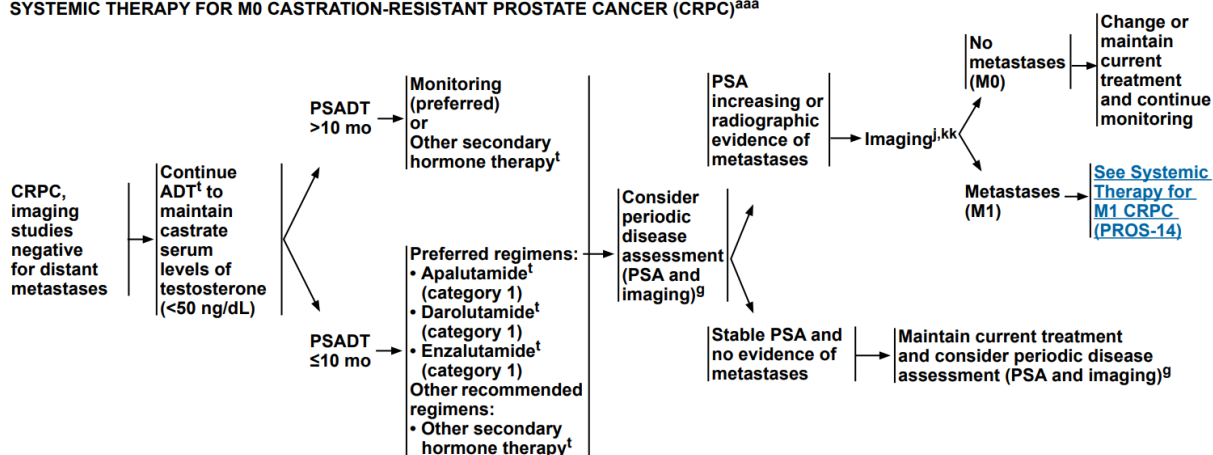 SYSTEMIC THERAPY FOR M0 CASTRATION-RESISTANT PROSTATE CANCER (CRPC)aaa
CRPC,
imaging
studies
negative
for distant
metastases
Continue
ADTt to
maintain
castrate
serum
levels of
testosterone
(<50 ng/dL)
PSADT
>10 mo
Monitoring
(preferred)
or
Other secondary
hormone therapyt
PSADT
≤10 mo
Preferred regimens:
• Apalutamidet
(category 1)
• Darolutamidet
(category 1)
• Enzalutamidet
(category 1)
Other recommended
regimens:
• Other secondary
hormone therapyt
Consider
periodic
disease
assessment
(PSA and
imaging)g
PSA
increasing or
radiographic
evidence of
metastases
Imagingj,kk
No
metastases
(M0)
Change or
maintain
current
treatment
and continue
monitoring
Metastases
(M1)
See Systemic
Therapy for
M1 CRPC
(PROS-14)
Stable PSA and
no evidence of
metastases
Maintain current treatment
and consider periodic disease
assessment (PSA and imaging)g